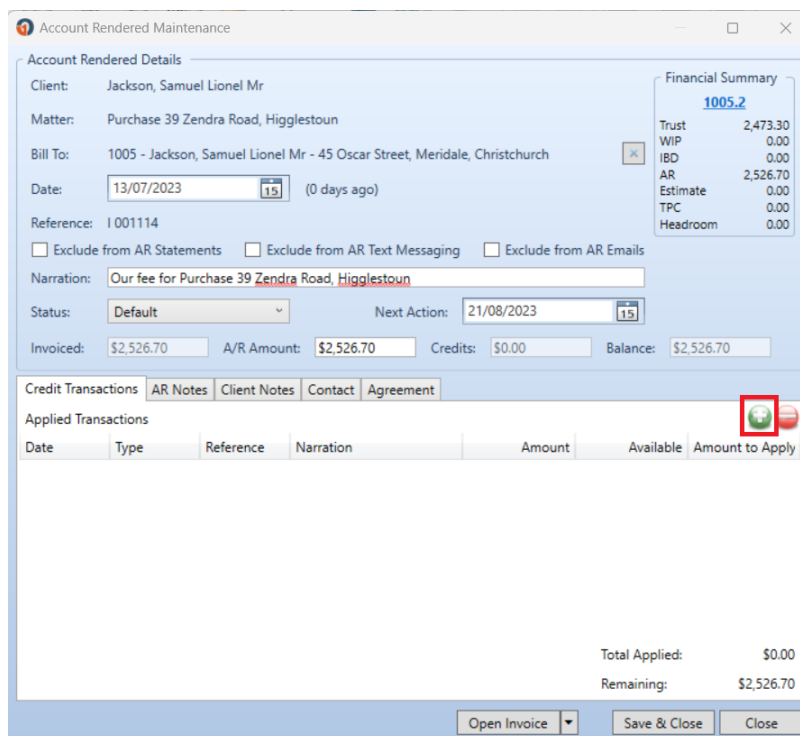 Account Rendered Maintenance
Account Rendered Details
Client: Jackson, Samuel Lionel Mr
Matter: Purchase 39 Zendra Road, Higglestoun
Bill To: 1005 - Jackson, Samuel Lionel Mr - 45 Oscar Street, Meridale, Christchurch
Date: 13/07/2023 15 (0 days ago)
Reference: I 001114
Exclude from AR Statements Exclude from AR Text Messaging Exclude from AR Emails
Narration: Our fee for Purchase 39 Zendra Road, Higglestoun
Status: Default Next Action: 21/08/2023 15
Invoiced: $2,526.70 A/R Amount: $2,526.70 Credits: $0.00 Balance: $2,526.70
Financial Summary
1005.2
Trust 2,473.30
WIP 0.00
IBD 0.00
AR 2,526.70
Estimate 0.00
TPC 0.00
Headroom 0.00
Credit Transactions AR Notes Client Notes Contact Agreement
Applied Transactions
Date Type Reference Narration Amount Available Amount to Apply
Total Applied: $0.00
Remaining: $2,526.70
Open Invoice Save & Close Close